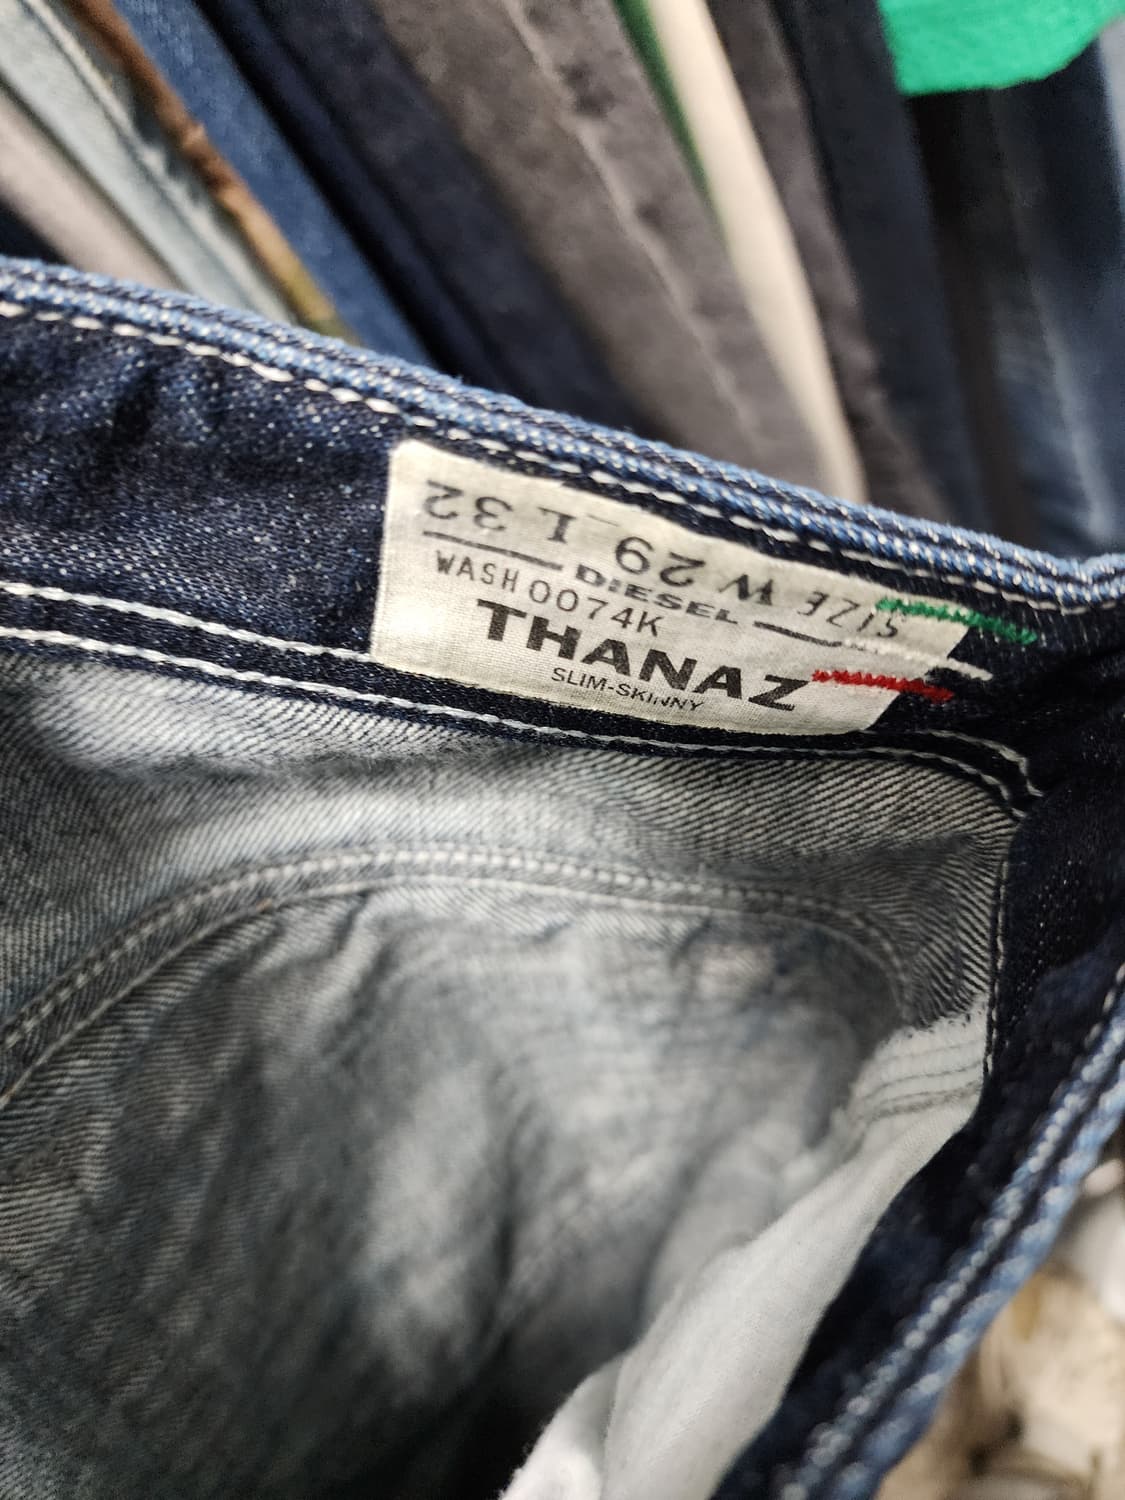 SIZE W 29 L 32
DIESEL
WASH 0074K
THANAZ
SLIM-SKINNY